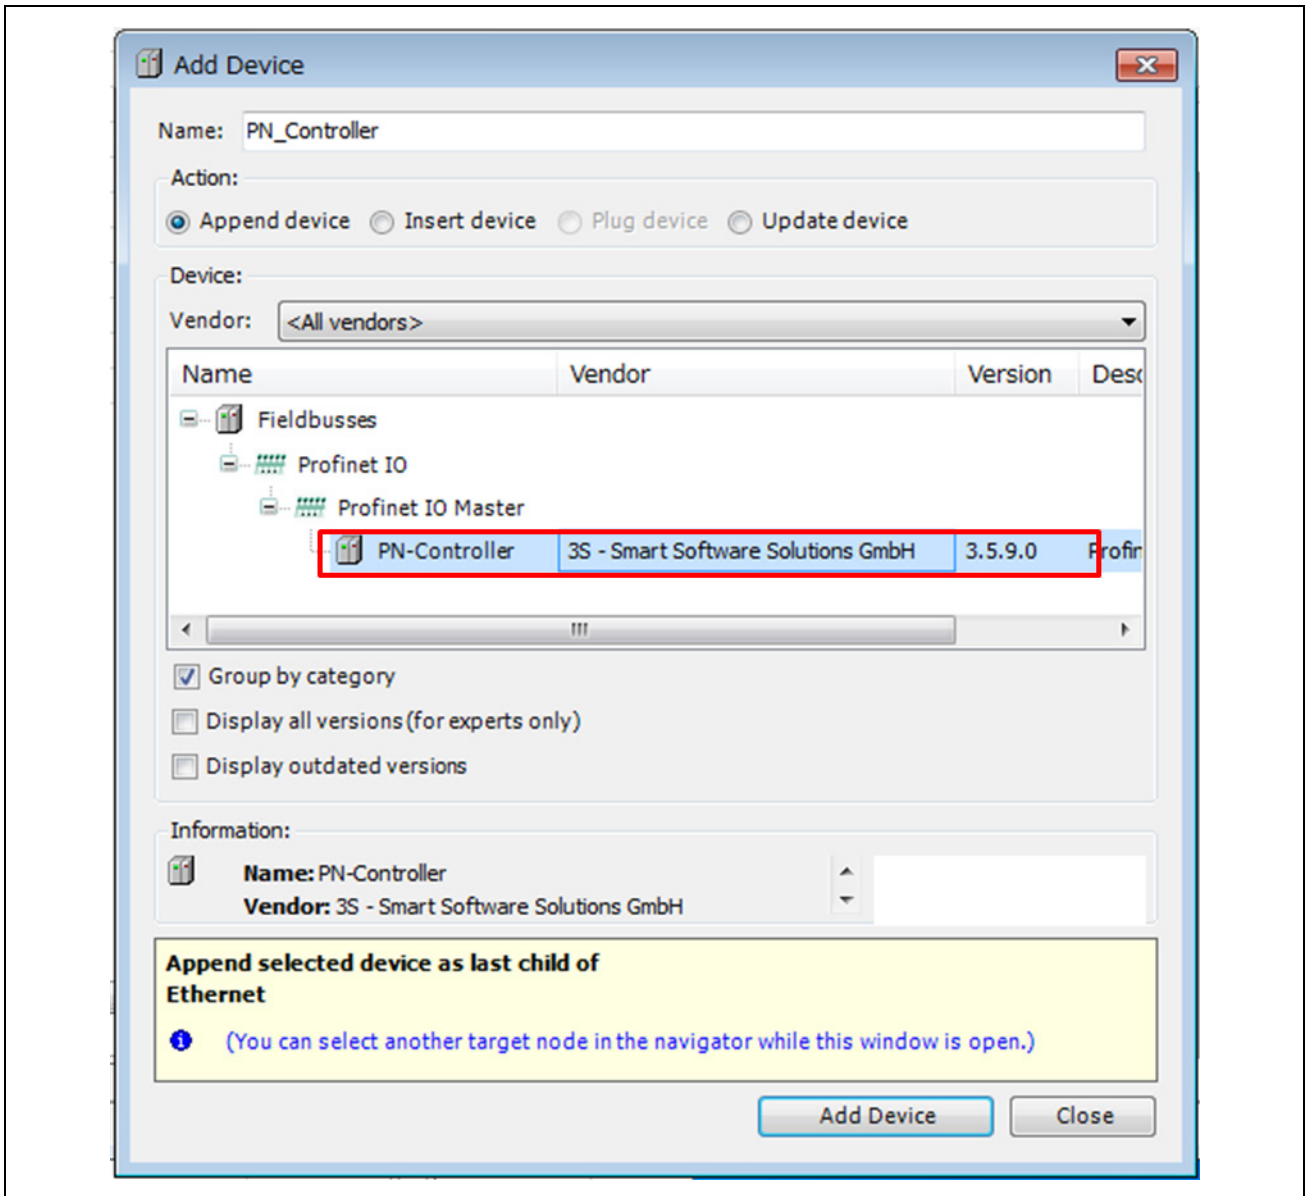 Add Device
Name: PN_Controller
Action:
Append device Insert device Plug device Update device
Device:
Vendor: <All vendors>
Name Vendor Version Desc
Fieldbusses
Profinet IO
Profinet IO Master
PN-Controller 3S - Smart Software Solutions GmbH 3.5.9.0 Profin
Group by category
Display all versions (for experts only)
Display outdated versions
Information:
Name: PN-Controller
Vendor: 3S - Smart Software Solutions GmbH
Append selected device as last child of
Ethernet
(You can select another target node in the navigator while this window is open.)
Add Device Close